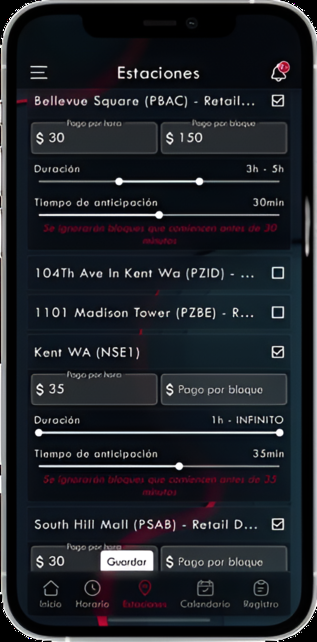 Estaciones
Bellevue Square (PBAC) - Retail...
Pago por hora
Pago por bloque
$ 30
$ 150
Duración
3h - 5h
Tiempo de anticipación
30min
Se ignorarán bloques que comiencen antes de 30
minutos
104Th Ave In Kent Wa (PZID) - ...
1101 Madison Tower (PZBE) - R...
Kent WA (NSE1)
Pago por hora
$ 35
$ Pago por bloque
Duración
1h - INFINITO
Tiempo de anticipación
35min
Se ignorarán bloques que comiencen antes de 35
minutos
South Hill Mall (PSAB) - Retail D...
Pago por hora
$ 30
Guardar
$ Pago por bloque
Inicio
Horario
Estaciones
Calendario
Registro